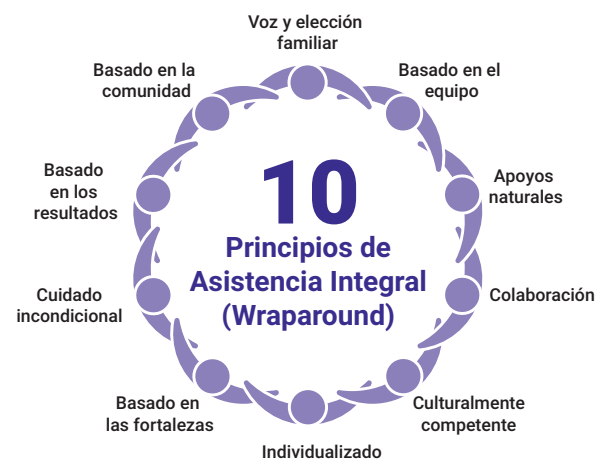 10
Principios de
Asistencia Integral
(Wraparound)
Voz y elección
familiar
Basado en el
equipo
Apoyos
naturales
Colaboración
Culturalmente
competente
Individualizado
Basado en
las fortalezas
Cuidado
incondicional
Basado
en los
resultados
Basado en la
comunidad